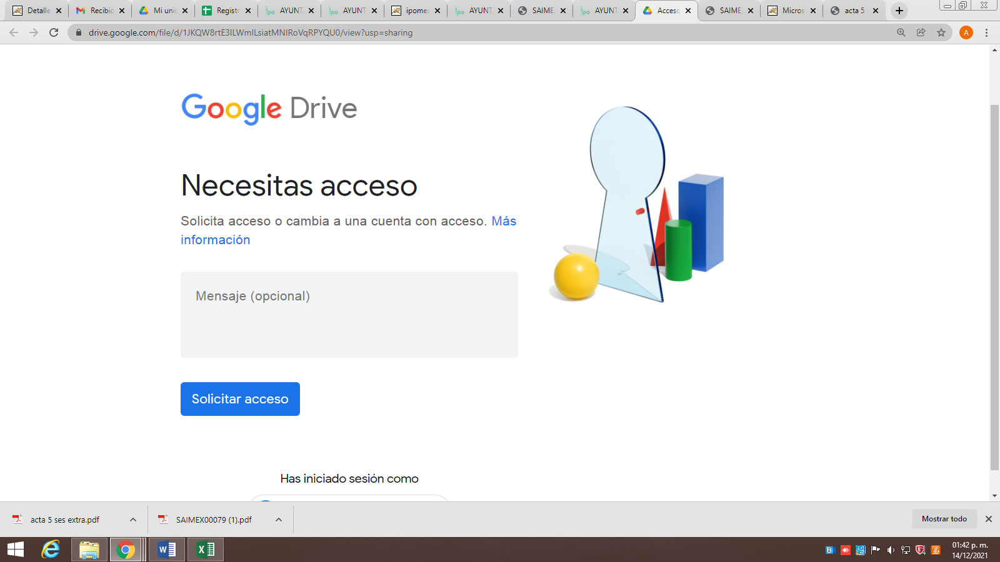 Detalle
Recibic
Mi unic
Registr
AYUNT
AYUNT
ipome
AYUNT
SAIME
AYUNT
Acceso
SAIME
Micros
acta 5
drive.google.com/file/d/1JKQW8rtE3ILWmILsiatMNIRoVqRPYQU0/view?usp=sharing
A
Google Drive
Necesitas acceso
Solicita acceso o cambia a una cuenta con acceso. Más
información
Mensaje (opcional)
Solicitar acceso
Has iniciado sesión como
acta 5 ses extra.pdf
SAIMEX00079 (1).pdf
Mostrar todo
01:42 p. m.
14/12/2021